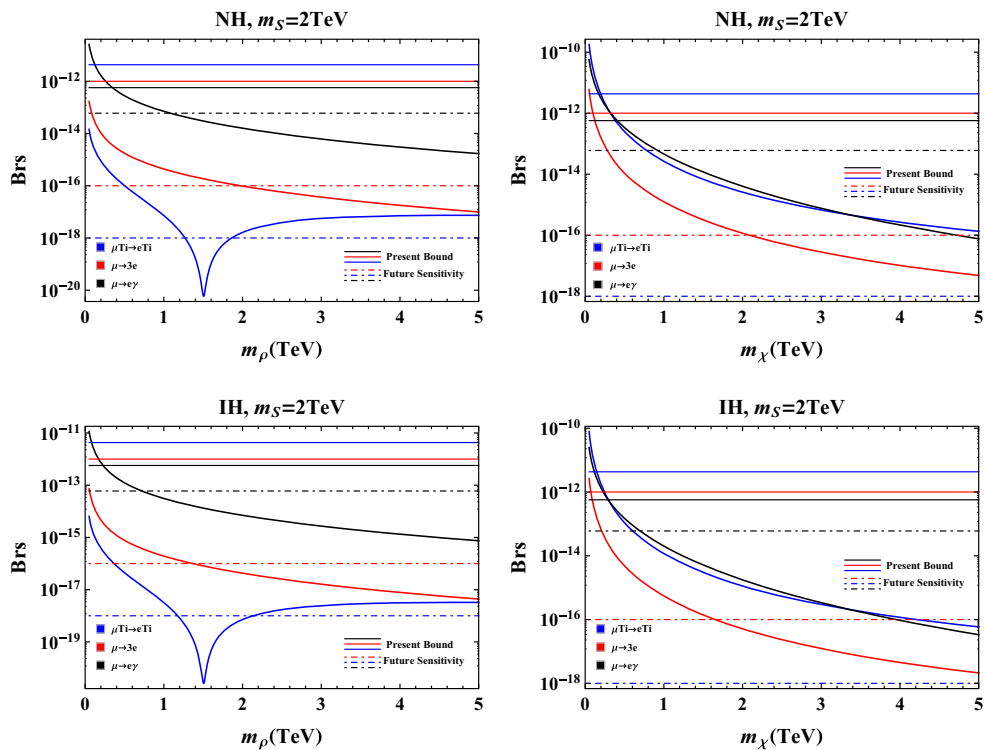 NH, m_S=2TeV
Brs
10^-12
10^-14
10^-16
10^-18
10^-20
μTi→eTi
μ→3e
μ→eγ
Present Bound
Future Sensitivity
0 1 2 3 4 5
m_ρ(TeV)
NH, m_S=2TeV
Brs
10^-10
10^-12
10^-14
10^-16
10^-18
Present Bound
Future Sensitivity
μTi→eTi
μ→3e
μ→eγ
0 1 2 3 4 5
m_χ(TeV)
IH, m_S=2TeV
Brs
10^-11
10^-13
10^-15
10^-17
10^-19
μTi→eTi
μ→3e
μ→eγ
Present Bound
Future Sensitivity
0 1 2 3 4 5
m_ρ(TeV)
IH, m_S=2TeV
Brs
10^-10
10^-12
10^-14
10^-16
10^-18
Present Bound
Future Sensitivity
μTi→eTi
μ→3e
μ→eγ
0 1 2 3 4 5
m_χ(TeV)